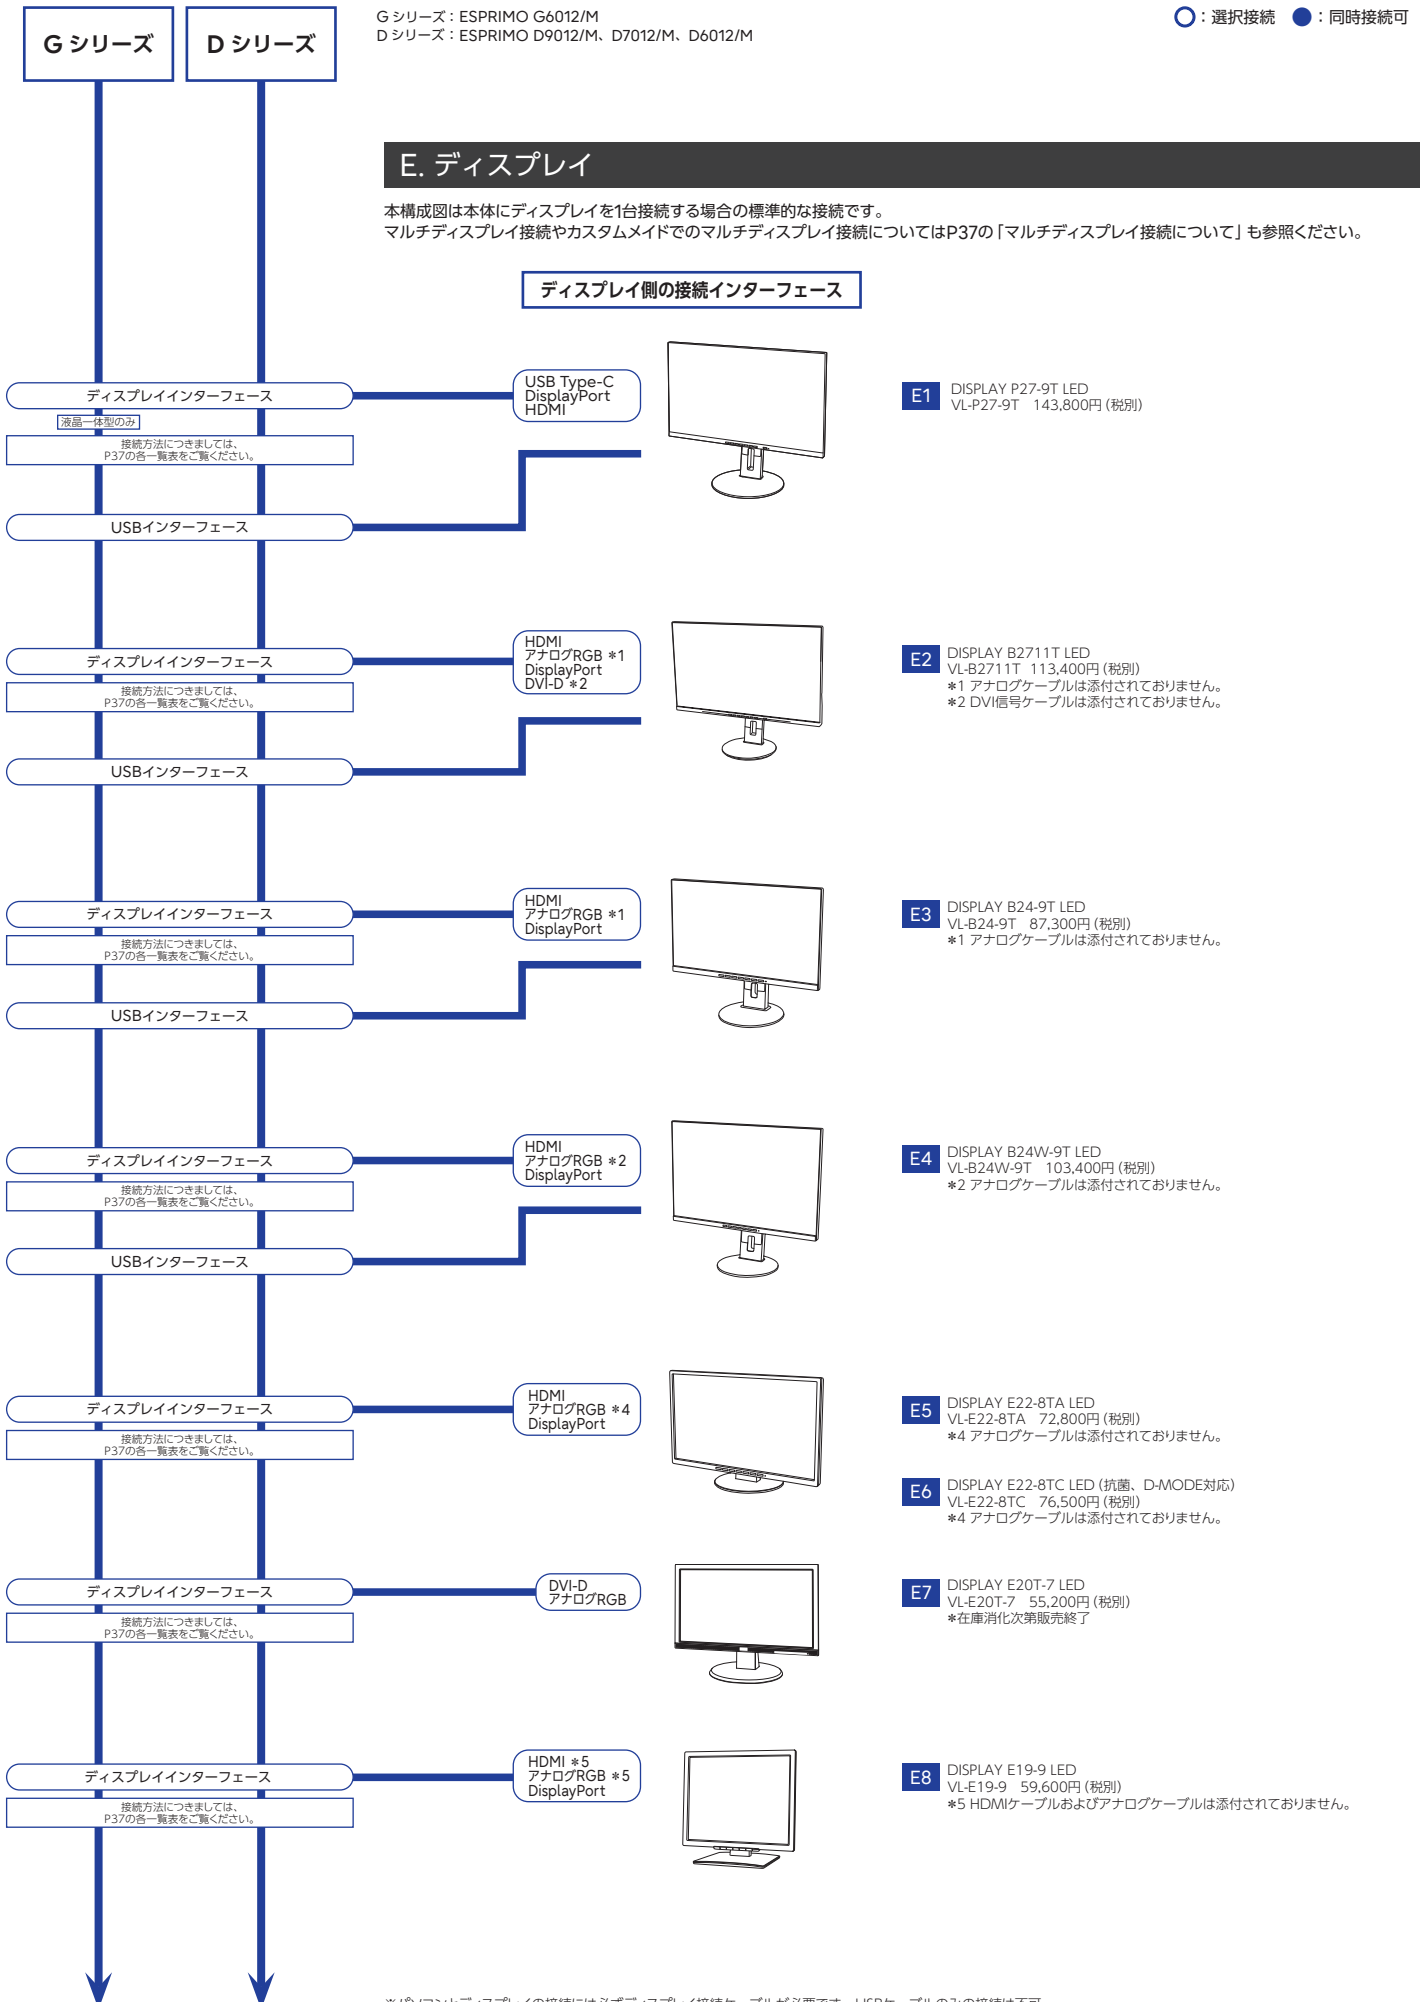 G シリーズ
D シリーズ
G シリーズ：ESPRIMO G6012/M
D シリーズ：ESPRIMO D9012/M、D7012/M、D6012/M
：選択接続 ：同時接続可
E. ディスプレイ
本構成図は本体にディスプレイを1台接続する場合の標準的な接続です。
マルチディスプレイ接続やカスタムメイドでのマルチディスプレイ接続についてはP37の「マルチディスプレイ接続について」も参照ください。
ディスプレイ側の接続インターフェース
ディスプレイインターフェース
液晶一体型のみ
接続方法につきましては、
P37の各一覧表をご覧ください。
USBインターフェース
USB Type-C
DisplayPort
HDMI
E1
DISPLAY P27-9T LED
VL-P27-9T 143,800円（税別）
ディスプレイインターフェース
接続方法につきましては、
P37の各一覧表をご覧ください。
USBインターフェース
HDMI
アナログRGB ＊1
DisplayPort
DVI-D ＊2
E2
DISPLAY B2711T LED
VL-B2711T 113,400円（税別）
＊1 アナログケーブルは添付されておりません。
＊2 DVI信号ケーブルは添付されておりません。
ディスプレイインターフェース
接続方法につきましては、
P37の各一覧表をご覧ください。
USBインターフェース
HDMI
アナログRGB ＊1
DisplayPort
E3
DISPLAY B24-9T LED
VL-B24-9T 87,300円（税別）
＊1 アナログケーブルは添付されておりません。
ディスプレイインターフェース
接続方法につきましては、
P37の各一覧表をご覧ください。
USBインターフェース
HDMI
アナログRGB ＊2
DisplayPort
E4
DISPLAY B24W-9T LED
VL-B24W-9T 103,400円（税別）
＊2 アナログケーブルは添付されておりません。
ディスプレイインターフェース
接続方法につきましては、
P37の各一覧表をご覧ください。
HDMI
アナログRGB ＊4
DisplayPort
E5
DISPLAY E22-8TA LED
VL-E22-8TA 72,800円（税別）
＊4 アナログケーブルは添付されておりません。
E6
DISPLAY E22-8TC LED（抗菌、D-MODE対応）
VL-E22-8TC 76,500円（税別）
＊4 アナログケーブルは添付されておりません。
ディスプレイインターフェース
接続方法につきましては、
P37の各一覧表をご覧ください。
DVI-D
アナログRGB
E7
DISPLAY E20T-7 LED
VL-E20T-7 55,200円（税別）
＊在庫消化次第販売終了
ディスプレイインターフェース
接続方法につきましては、
P37の各一覧表をご覧ください。
HDMI ＊5
アナログRGB ＊5
DisplayPort
E8
DISPLAY E19-9 LED
VL-E19-9 59,600円（税別）
＊5 HDMIケーブルおよびアナログケーブルは添付されておりません。